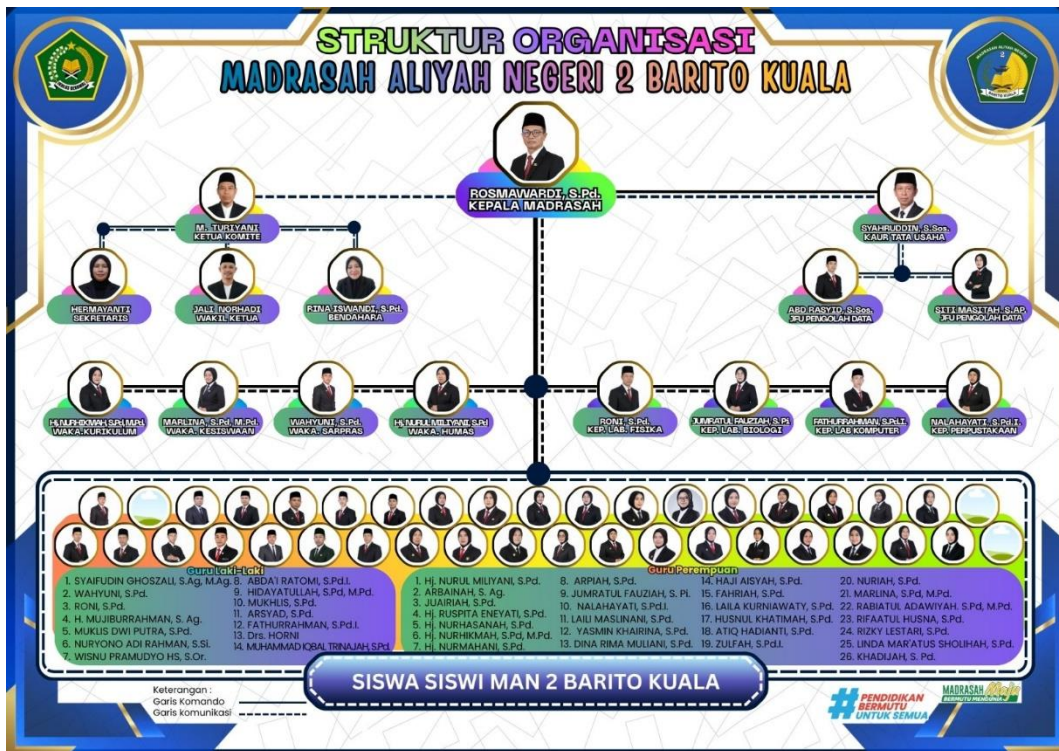 STRUKTUR ORGANISASI
MADRASAH ALIYAH NEGERI 2 BARITO KUALA
ROSMAWARDI, S.Pd.
KEPALA MADRASAH
M. TURIYANI
KETUA KOMITE
SYAHRUDDIN, S.Sos.
KAUR TATA USAHA
HERMAYANTI
SEKRETARIS
JALI NORHADI
WAKIL KETUA
RINA ISWANDI, S.Pd.
BENDAHARA
ABD RASYID, S.Sos.
JFU PENGOLAH DATA
SITI MASITAH, S.AP
JFU PENGOLAH DATA
Hj. NURHIKMAH, S.Pd, M.Pd.
WAKA.KURIKULUM
MARLINA, S.Pd, M.Pd.
WAKA. KESISWAAN
WAHYUNI, S.Pd.
WAKA. SARPRAS
Hj. NURUL MILIYANI, S.Pd
WAKA. HUMAS
RONI, S.Pd.
KEP. LAB. FISIKA
JUMRATUL FAUZIAH, S. Pi.
KEP. LAB. BIOLOGI
FATHURRAHMAN, S.Pd.I.
KEP. LAB KOMPUTER
NALAHAYATI, S.Pd.I,
KEP. PERPUSTAKAAN
Guru Laki-Laki
1. SYAIFUDIN GHOSZALI, S.Ag, M.Ag.
2. WAHYUNI, S.Pd.
3. RONI, S.Pd.
4. H. MUJIBURRAHMAN, S. Ag.
5. MUKLIS DWI PUTRA, S.Pd.
6. NURYONO ADI RAHMAN, S.Si.
7. WISNU PRAMUDYO HS, S.Or.
8. ABDA'I RATOMI, S.Pd.I.
9. HIDAYATULLAH, S.Pd, M.Pd.
10. MUKHLIS, S.Pd.
11. ARSYAD, S.Pd.
12. FATHURRAHMAN, S.Pd.I.
13. Drs. HORNI
14. MUHAMMAD IQBAL TRINAJAH, S.Pd.
Guru Perempuan
1. Hj. NURUL MILIYANI, S.Pd.
2. ARBAINAH, S. Ag.
3. JUAIRIAH, S.Pd.
4. Hj. RUSPITA ENEYATI, S.Pd.
5. Hj. NURHASANAH, S.Pd.
6. Hj. NURHIKMAH, S.Pd, M.Pd.
7. Hj. NURMAHANI, S.Pd.
8. ARPIAH, S.Pd.
9. JUMRATUL FAUZIAH, S. Pi.
10. NALAHAYATI, S.Pd.I.
11. LAILI MASLINANI, S.Pd.
12. YASMIN KHAIRINA, S.Pd.
13. DINA RIMA MULIANI, S.Pd.
14. HAJI AISYAH, S.Pd.
15. FAHRIAH, S.Pd.
16. LAILA KURNIAWATY, S.Pd.
17. HUSNUL KHATIMAH, S.Pd.
18. ATIQ HADIANTI, S.Pd.
19. ZULFAH, S.Pd.I.
20. NURIAH, S.Pd.
21. MARLINA, S.Pd, M.Pd.
22. RABIATUL ADAWIYAH, S.Pd, M.Pd.
23. RIFAATUL HUSNA, S.Pd.
24. RIZKY LESTARI, S.Pd.
25. LINDA MAR'ATUS SHOLIHAH, S.Pd.
26. KHADIJAH, S. Pd.
SISWA SISWI MAN 2 BARITO KUALA
Keterangan :
Garis Komando
Garis komunikasi
#PENDIDIKAN
BERMUTU
UNTUK SEMUA
MADRASAH Maju
BERMUTU MENDUNIA